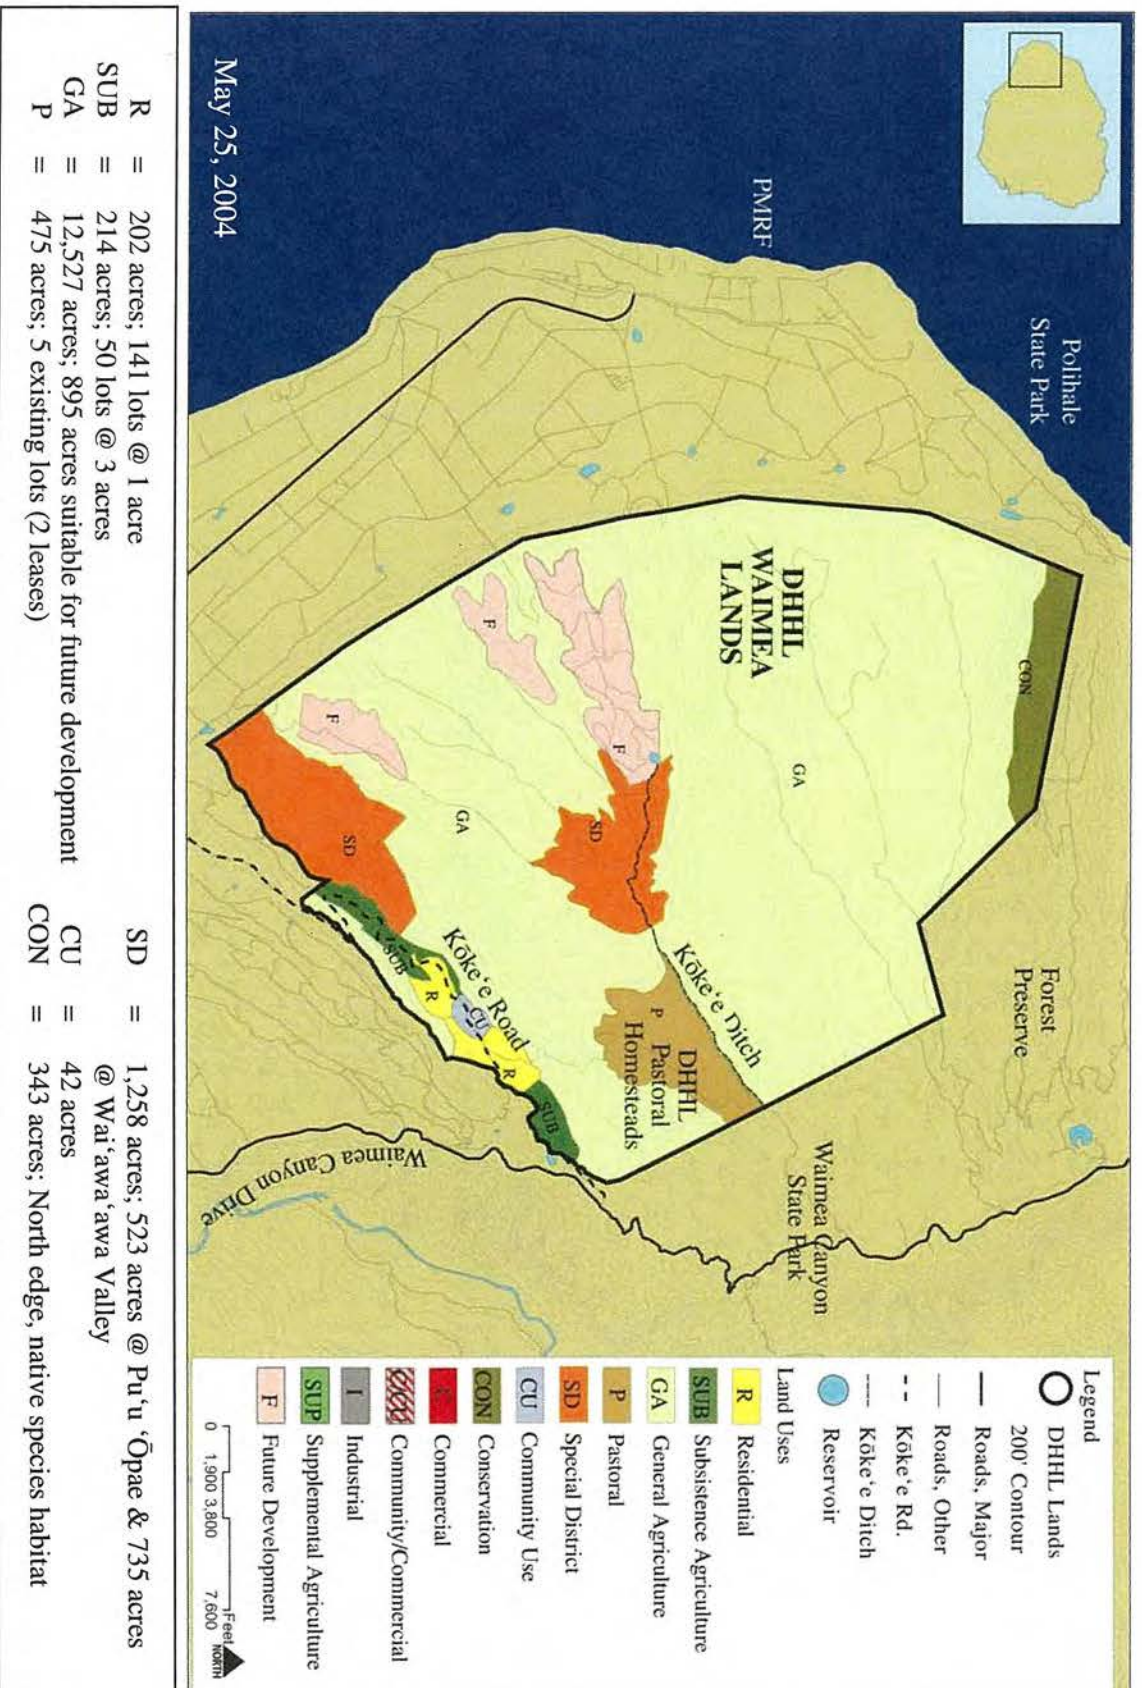 Polihale
State Park
PMRF
May 25, 2004
Forest
Preserve
CON
DHHL
WAIMEA
LANDS
GA
F
F
F
SD
GA
SD
Kōke‘e Ditch
P
DHHL
Pastoral
Homesteads
Kōke‘e Road
SUB
R
CU
R
SUB
Waimea Canyon
State Park
Waimea Canyon Drive
Legend
DHHL Lands
200' Contour
Roads, Major
Roads, Other
Kōke‘e Rd.
Kōke‘e Ditch
Reservoir
Land Uses
R Residential
SUB Subsistence Agriculture
GA General Agriculture
P Pastoral
SD Special District
CU Community Use
CON Conservation
Commercial
Community/Commercial
I Industrial
SUP Supplemental Agriculture
F Future Development
0 1,900 3,800 7,600
Feet
NORTH
R = 202 acres; 141 lots @ 1 acre
SUB = 214 acres; 50 lots @ 3 acres
GA = 12,527 acres; 895 acres suitable for future development
P = 475 acres; 5 existing lots (2 leases)
SD = 1,258 acres; 523 acres @ Pu‘u ‘Ōpae & 735 acres
@ Wai‘awa‘awa Valley
CU = 42 acres
CON = 343 acres; North edge, native species habitat